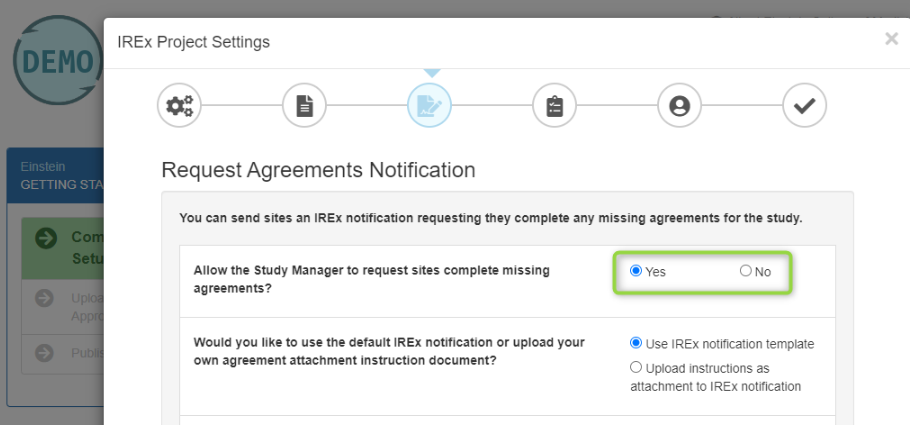 DEMO
IREx Project Settings
×
Einstein
GETTING STA
Com
Setu
Uploa
Appro
Publis
Request Agreements Notification
You can send sites an IREx notification requesting they complete any missing agreements for the study.
Allow the Study Manager to request sites complete missing
agreements?
Yes No
Would you like to use the default IREx notification or upload your
own agreement attachment instruction document?
Use IREx notification template
Upload instructions as
attachment to IREx notification